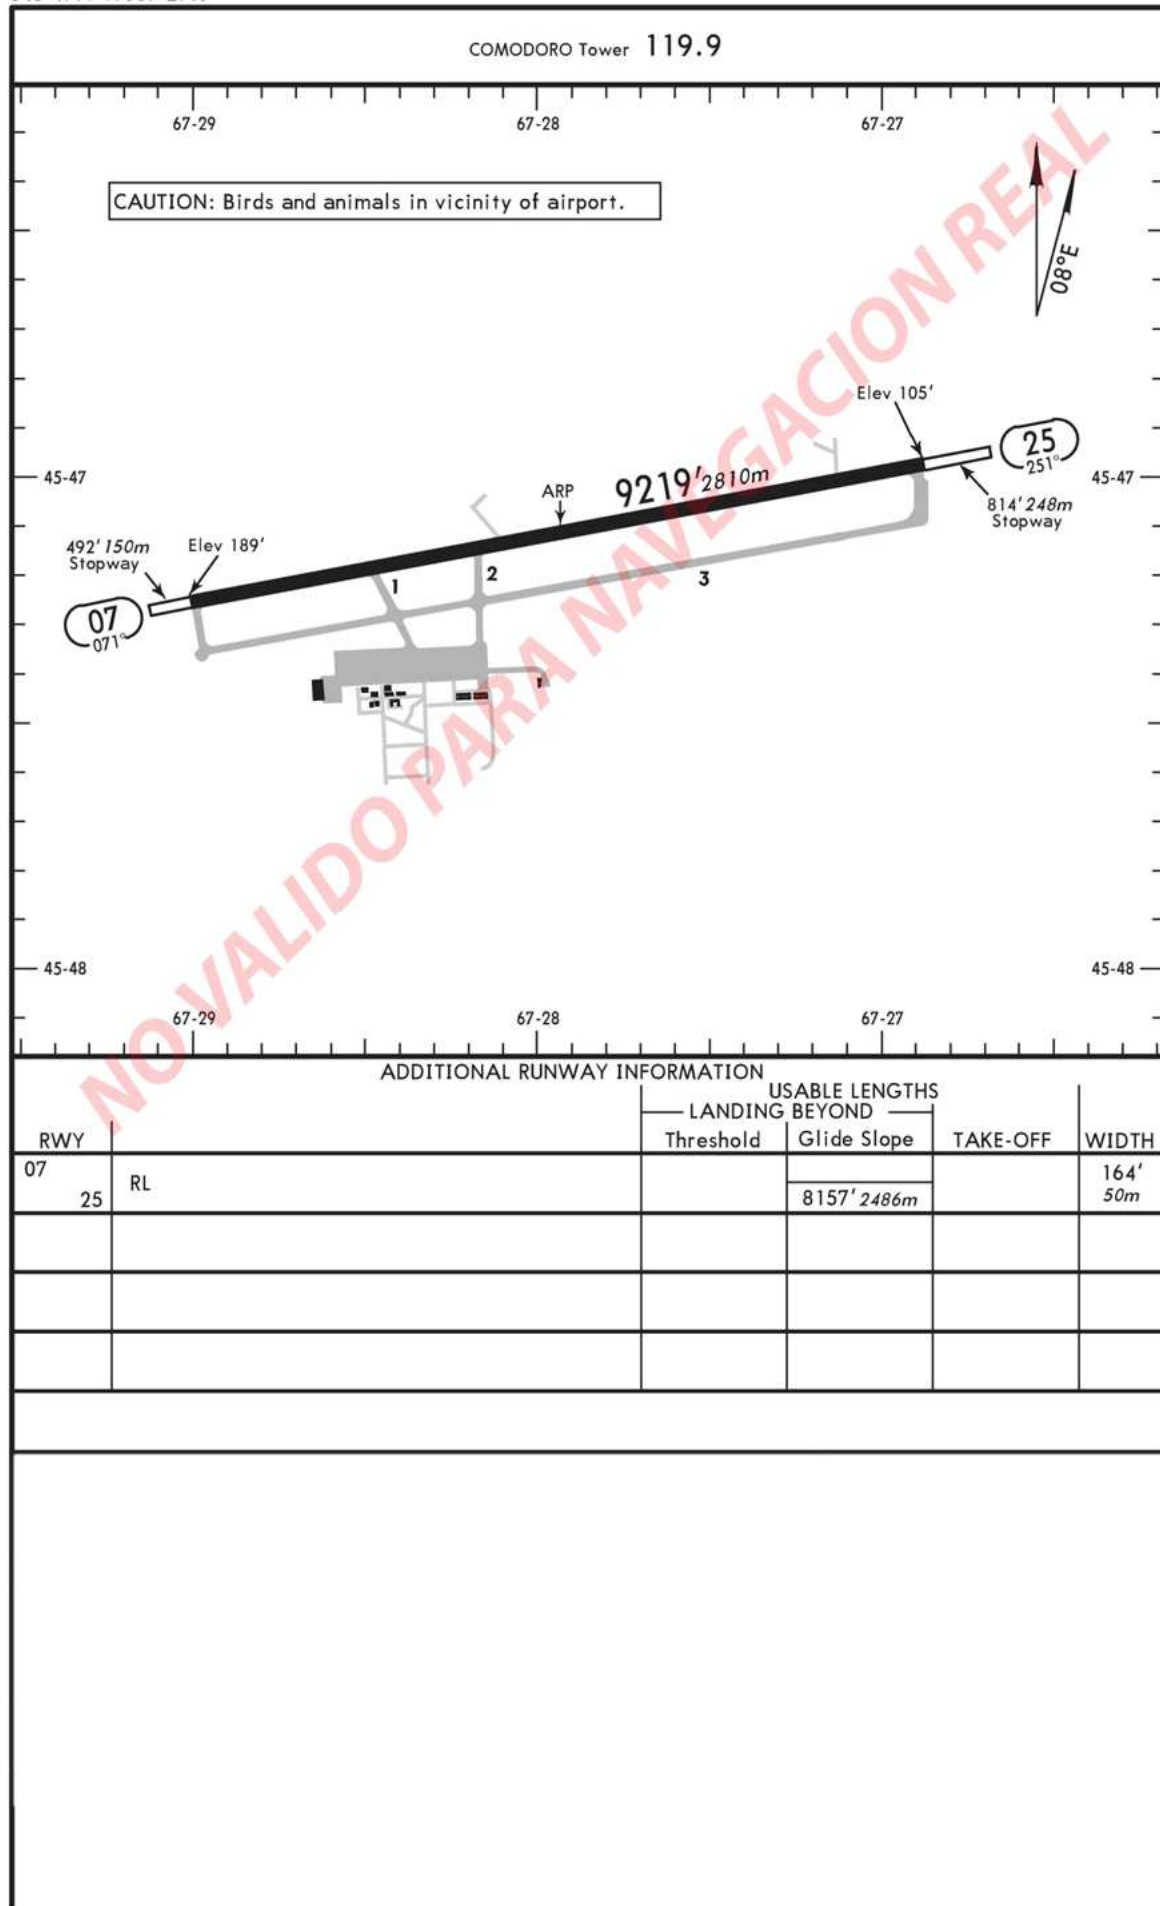 COMODORO Tower 119.9
67-29 67-28 67-27
CAUTION: Birds and animals in vicinity of airport.
08°E
NO VALIDO PARA NAVEGACION REAL
Elev 105'
25
251°
45-47
9219' 2810m
45-47
ARP
814' 248m
Stopway
492' 150m
Stopway
Elev 189'
07
071°
1
2
3
45-48 45-48
67-29 67-28 67-27
ADDITIONAL RUNWAY INFORMATION
USABLE LENGTHS
LANDING BEYOND
RWY Threshold Glide Slope TAKE-OFF WIDTH
07
25
RL
8157' 2486m
164'
50m